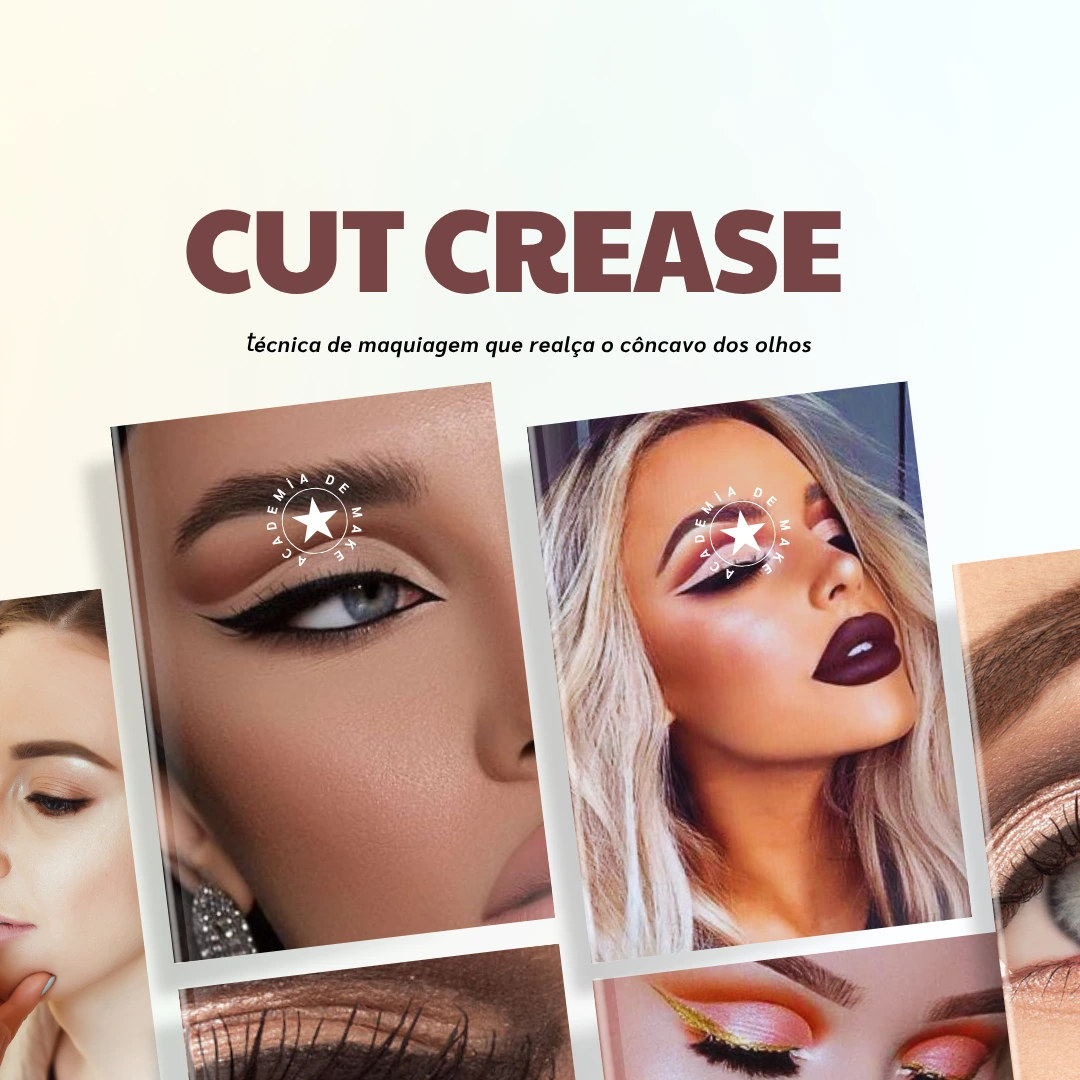 CUT CREASE
técnica de maquiagem que realça o côncavo dos olhos
ACADEMIA DE MAKE
ACADEMIA DE MAKE